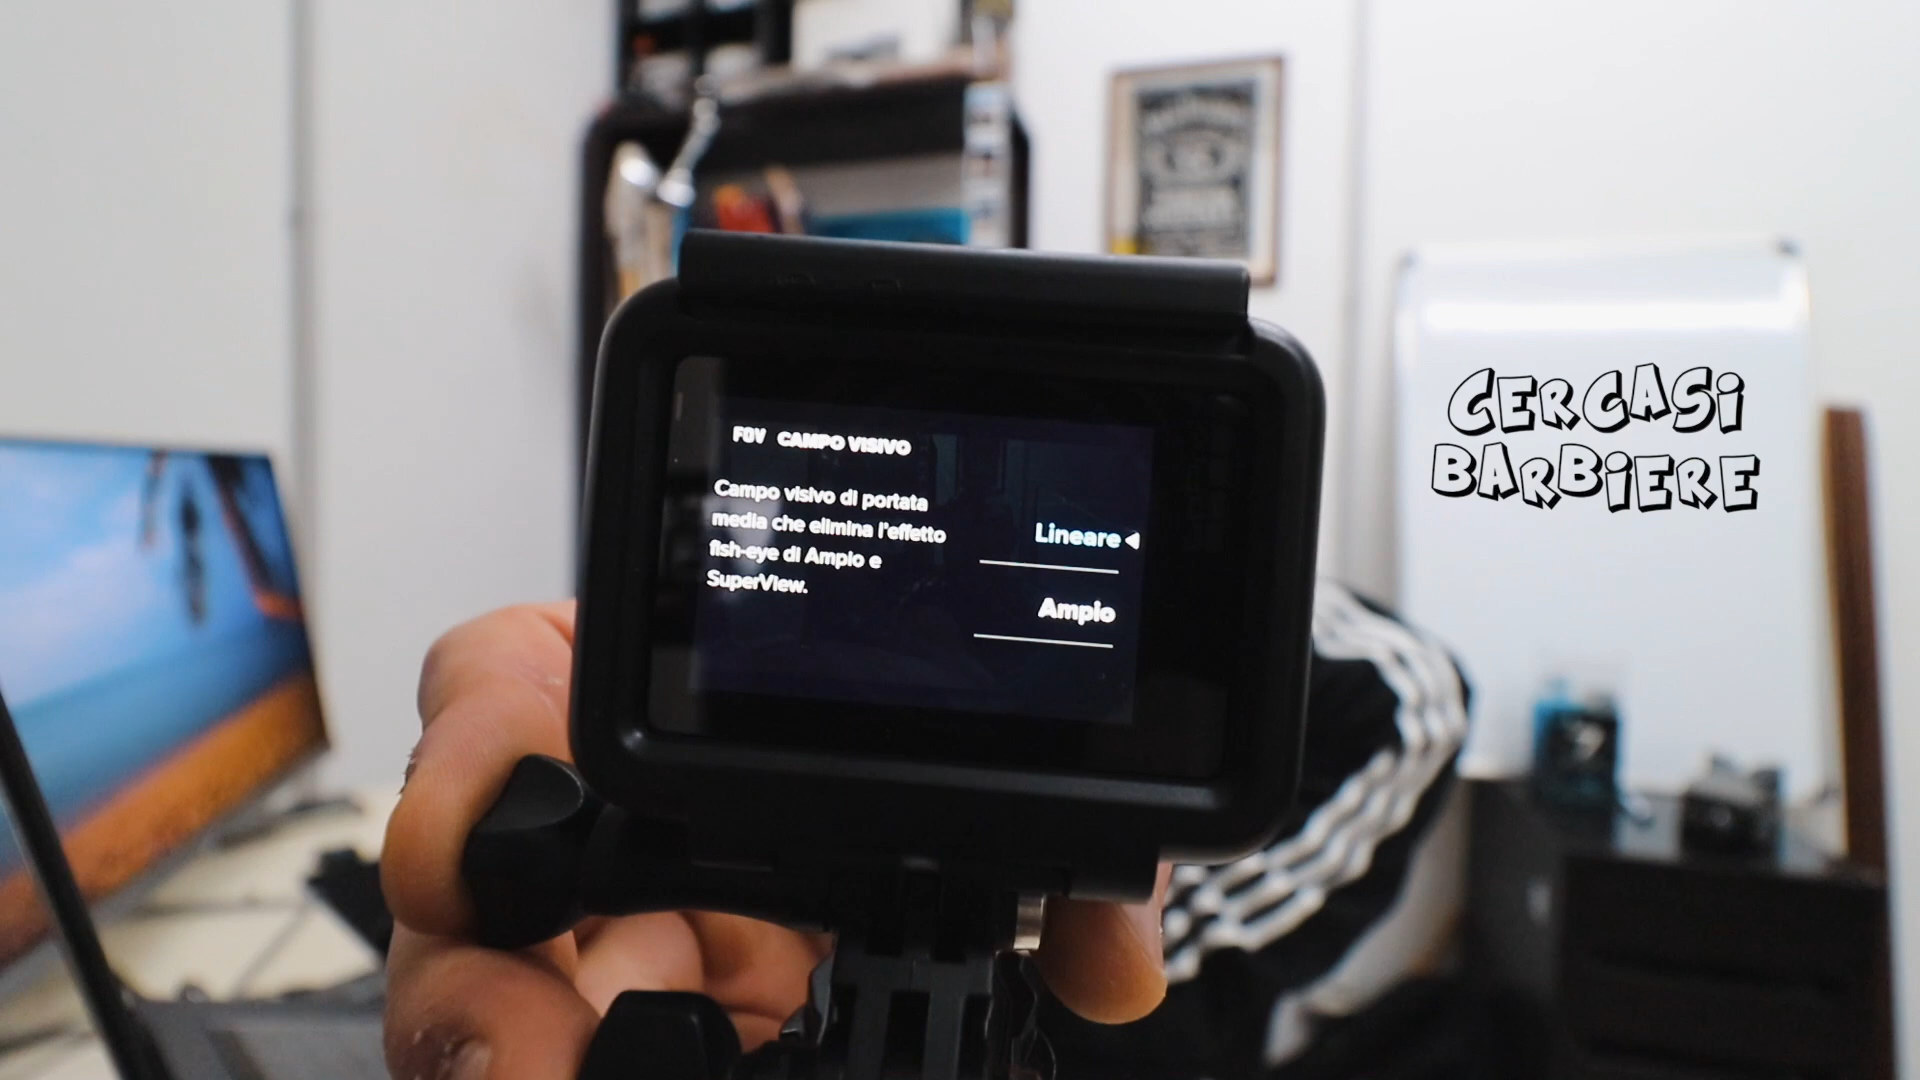 FOV CAMPO VISIVO
Campo visivo di portata
media che elimina l'effetto
fish-eye di Ampio e
SuperView.
Lineare
Ampio
CERCASI
BARBIERE